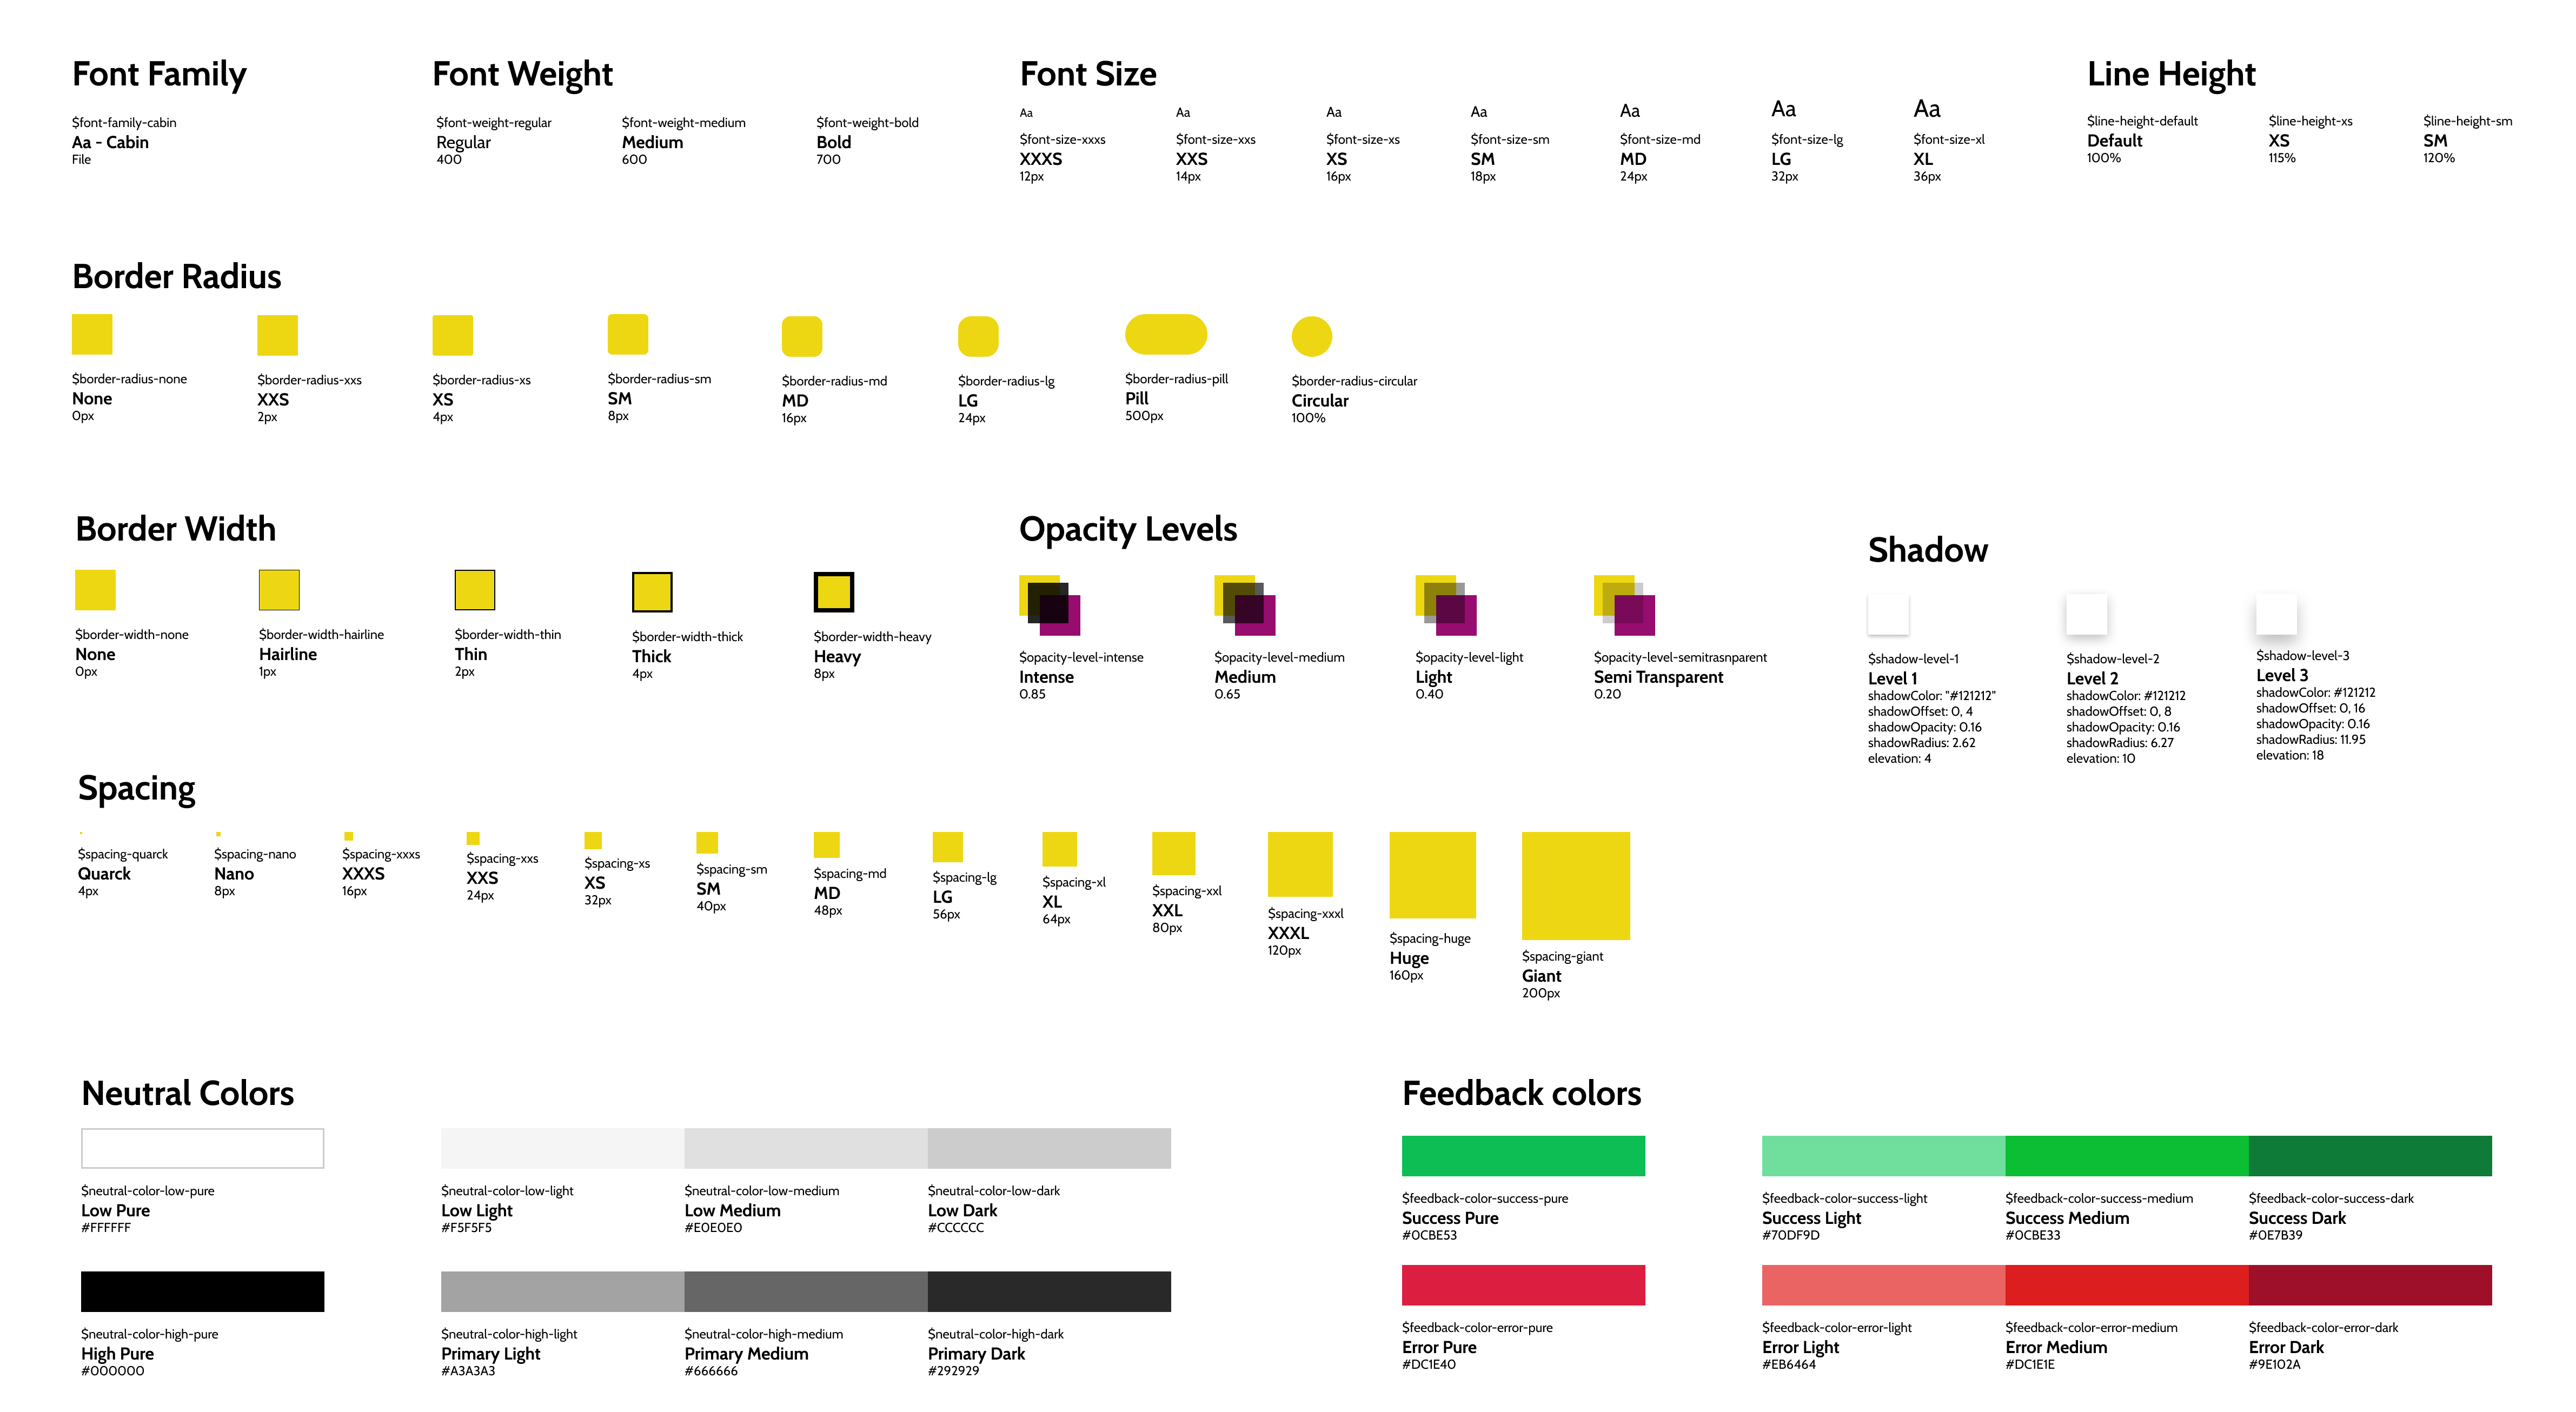 Font Family
$font-family-cabin
Aa - Cabin
File
Font Weight
$font-weight-regular
Regular
400
$font-weight-medium
Medium
600
$font-weight-bold
Bold
700
Font Size
Aa
$font-size-xxxs
XXXS
12px
Aa
$font-size-xxs
XXS
14px
Aa
$font-size-xs
XS
16px
Aa
$font-size-sm
SM
18px
Aa
$font-size-md
MD
24px
Aa
$font-size-lg
LG
32px
Aa
$font-size-xl
XL
36px
Line Height
$line-height-default
Default
100%
$line-height-xs
XS
115%
$line-height-sm
SM
120%
Border Radius
$border-radius-none
None
0px
$border-radius-xxs
XXS
2px
$border-radius-xs
XS
4px
$border-radius-sm
SM
8px
$border-radius-md
MD
16px
$border-radius-lg
LG
24px
$border-radius-pill
Pill
500px
$border-radius-circular
Circular
100%
Border Width
$border-width-none
None
0px
$border-width-hairline
Hairline
1px
$border-width-thin
Thin
2px
$border-width-thick
Thick
4px
$border-width-heavy
Heavy
8px
Opacity Levels
$opacity-level-intense
Intense
0.85
$opacity-level-medium
Medium
0.65
$opacity-level-light
Light
0.40
$opacity-level-semitrasnparent
Semi Transparent
0.20
Shadow
$shadow-level-1
Level 1
shadowColor: "#121212"
shadowOffset: 0, 4
shadowOpacity: 0.16
shadowRadius: 2.62
elevation: 4
$shadow-level-2
Level 2
shadowColor: #121212
shadowOffset: 0, 8
shadowOpacity: 0.16
shadowRadius: 6.27
elevation: 10
$shadow-level-3
Level 3
shadowColor: #121212
shadowOffset: 0, 16
shadowOpacity: 0.16
shadowRadius: 11.95
elevation: 18
Spacing
$spacing-quarck
Quarck
4px
$spacing-nano
Nano
8px
$spacing-xxxs
XXXS
16px
$spacing-xxs
XXS
24px
$spacing-xs
XS
32px
$spacing-sm
SM
40px
$spacing-md
MD
48px
$spacing-lg
LG
56px
$spacing-xl
XL
64px
$spacing-xxl
XXL
80px
$spacing-xxxl
XXXL
120px
$spacing-huge
Huge
160px
$spacing-giant
Giant
200px
Neutral Colors
$neutral-color-low-pure
Low Pure
#FFFFFF
$neutral-color-low-light
Low Light
#F5F5F5
$neutral-color-low-medium
Low Medium
#E0E0E0
$neutral-color-low-dark
Low Dark
#CCCCCC
$neutral-color-high-pure
High Pure
#000000
$neutral-color-high-light
Primary Light
#A3A3A3
$neutral-color-high-medium
Primary Medium
#666666
$neutral-color-high-dark
Primary Dark
#292929
Feedback colors
$feedback-color-success-pure
Success Pure
#0CBE53
$feedback-color-success-light
Success Light
#70DF9D
$feedback-color-success-medium
Success Medium
#0CBE33
$feedback-color-success-dark
Success Dark
#0E7B39
$feedback-color-error-pure
Error Pure
#DC1E40
$feedback-color-error-light
Error Light
#EB6464
$feedback-color-error-medium
Error Medium
#DC1E1E
$feedback-color-error-dark
Error Dark
#9E102A